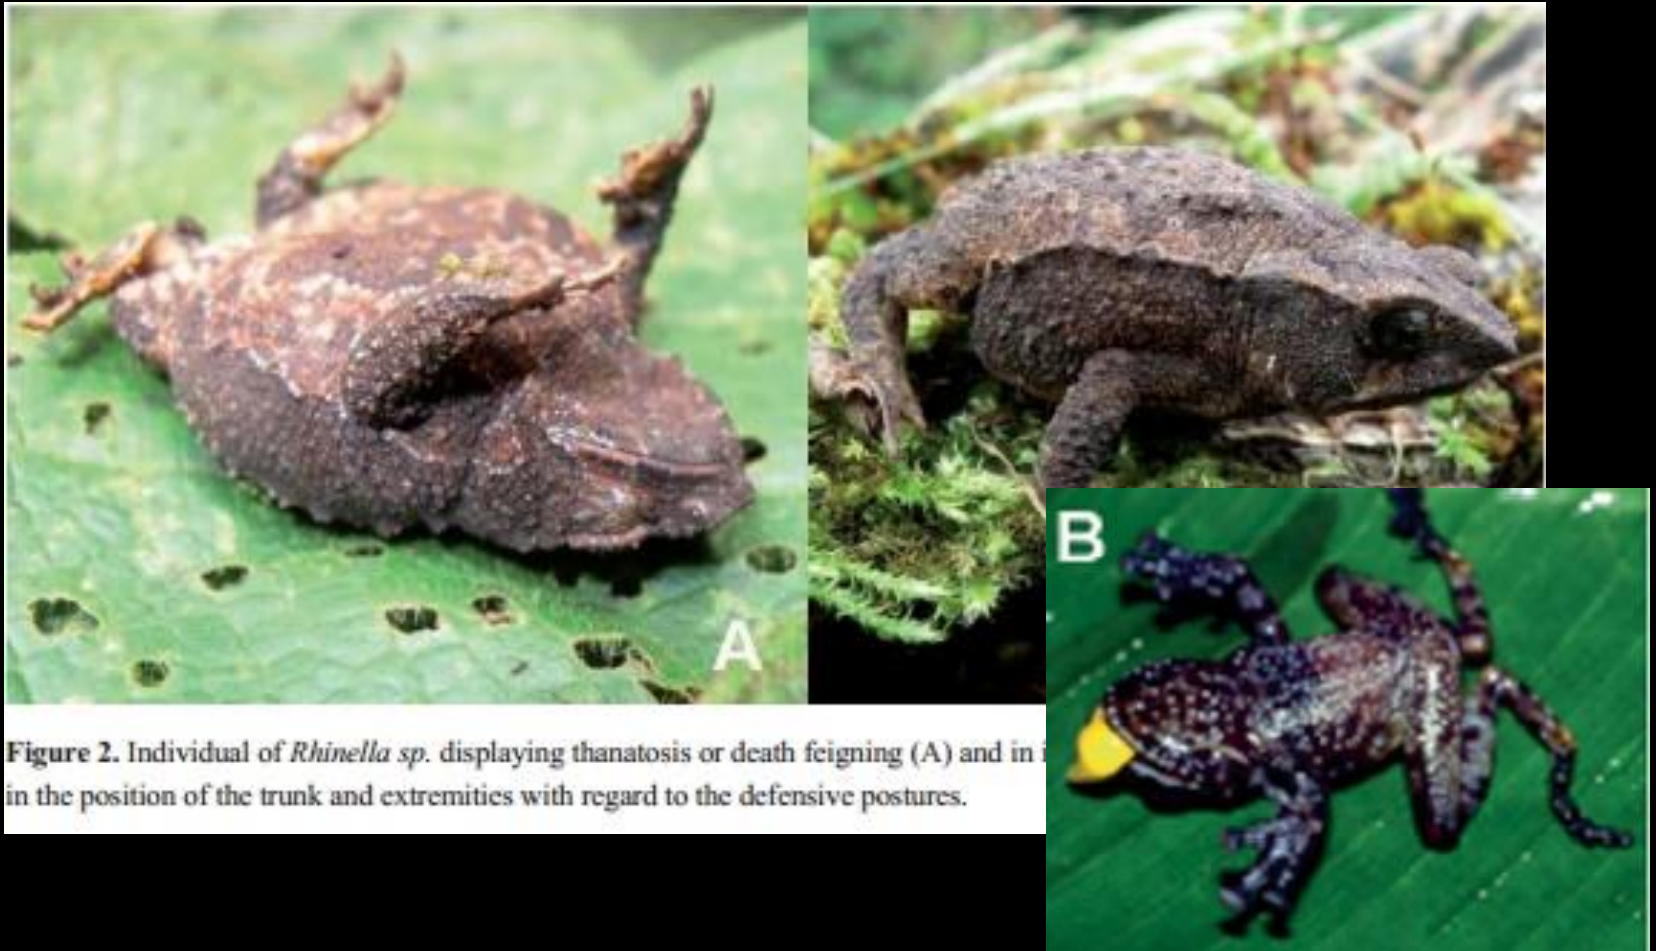 A
B
Figure 2. Individual of Rhinella sp. displaying thanatosis or death feigning (A) and in
in the position of the trunk and extremities with regard to the defensive postures.